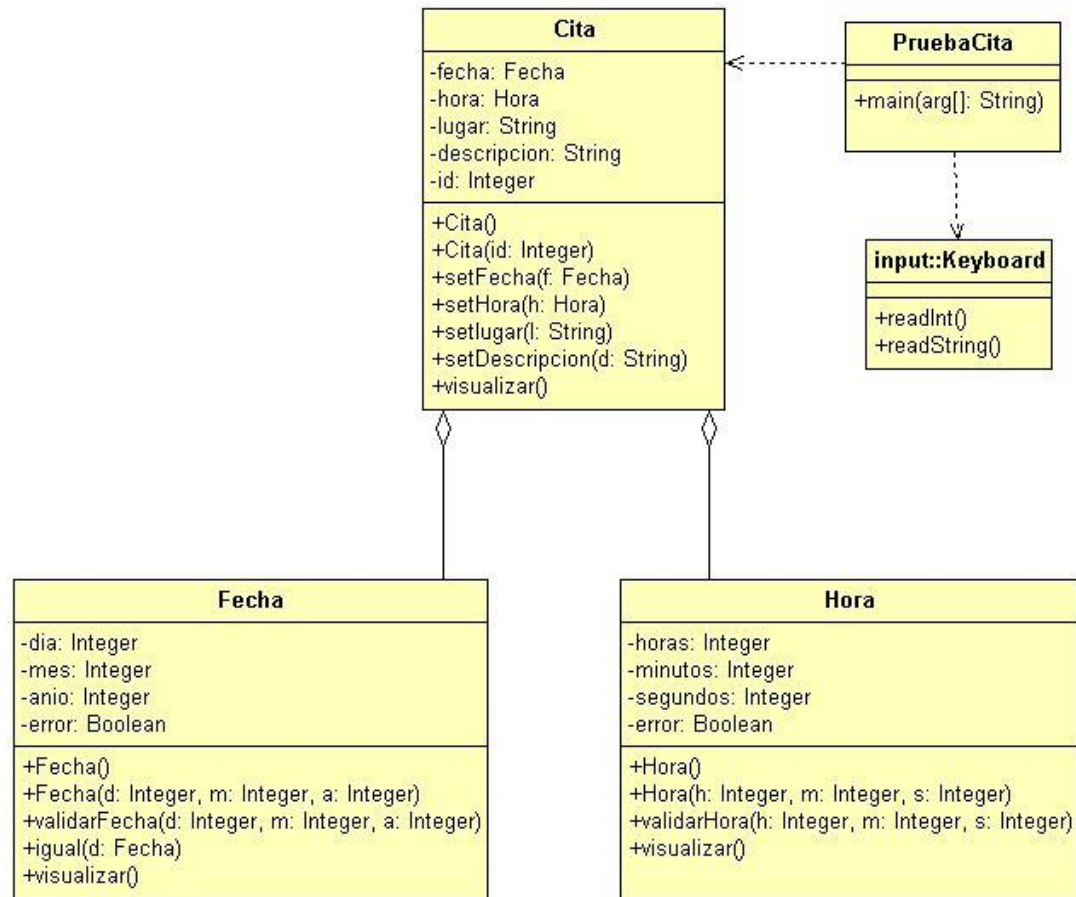 Cita
-fecha: Fecha
-hora: Hora
-lugar: String
-descripcion: String
-id: Integer
+Cita()
+Cita(id: Integer)
+setFecha(f: Fecha)
+setHora(h: Hora)
+setlugar(l: String)
+setDescripcion(d: String)
+visualizar()
PruebaCita
+main(arg[]: String)
input::Keyboard
+readInt()
+readString()
Fecha
-dia: Integer
-mes: Integer
-anio: Integer
-error: Boolean
+Fecha()
+Fecha(d: Integer, m: Integer, a: Integer)
+validarFecha(d: Integer, m: Integer, a: Integer)
+igual(d: Fecha)
+visualizar()
Hora
-horas: Integer
-minutos: Integer
-segundos: Integer
-error: Boolean
+Hora()
+Hora(h: Integer, m: Integer, s: Integer)
+validarHora(h: Integer, m: Integer, s: Integer)
+visualizar()